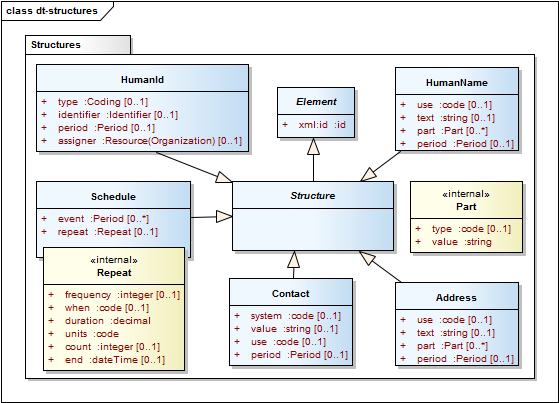 class dt-structures
Structures
HumanId
+ type :Coding [0..1]
+ identifier :Identifier [0..1]
+ period :Period [0..1]
+ assigner :Resource(Organization) [0..1]
Element
+ xml:id :id
HumanName
+ use :code [0..1]
+ text :string [0..1]
+ part :Part [0..*]
+ period :Period [0..1]
Schedule
+ event :Period [0..*]
+ repeat :Repeat [0..1]
Structure
«internal»
Part
+ type :code [0..1]
+ value :string
«internal»
Repeat
+ frequency :integer [0..1]
+ when :code [0..1]
+ duration :decimal
+ units :code
+ count :integer [0..1]
+ end :dateTime [0..1]
Contact
+ system :code [0..1]
+ value :string [0..1]
+ use :code [0..1]
+ period :Period [0..1]
Address
+ use :code [0..1]
+ text :string [0..1]
+ part :Part [0..*]
+ period :Period [0..1]